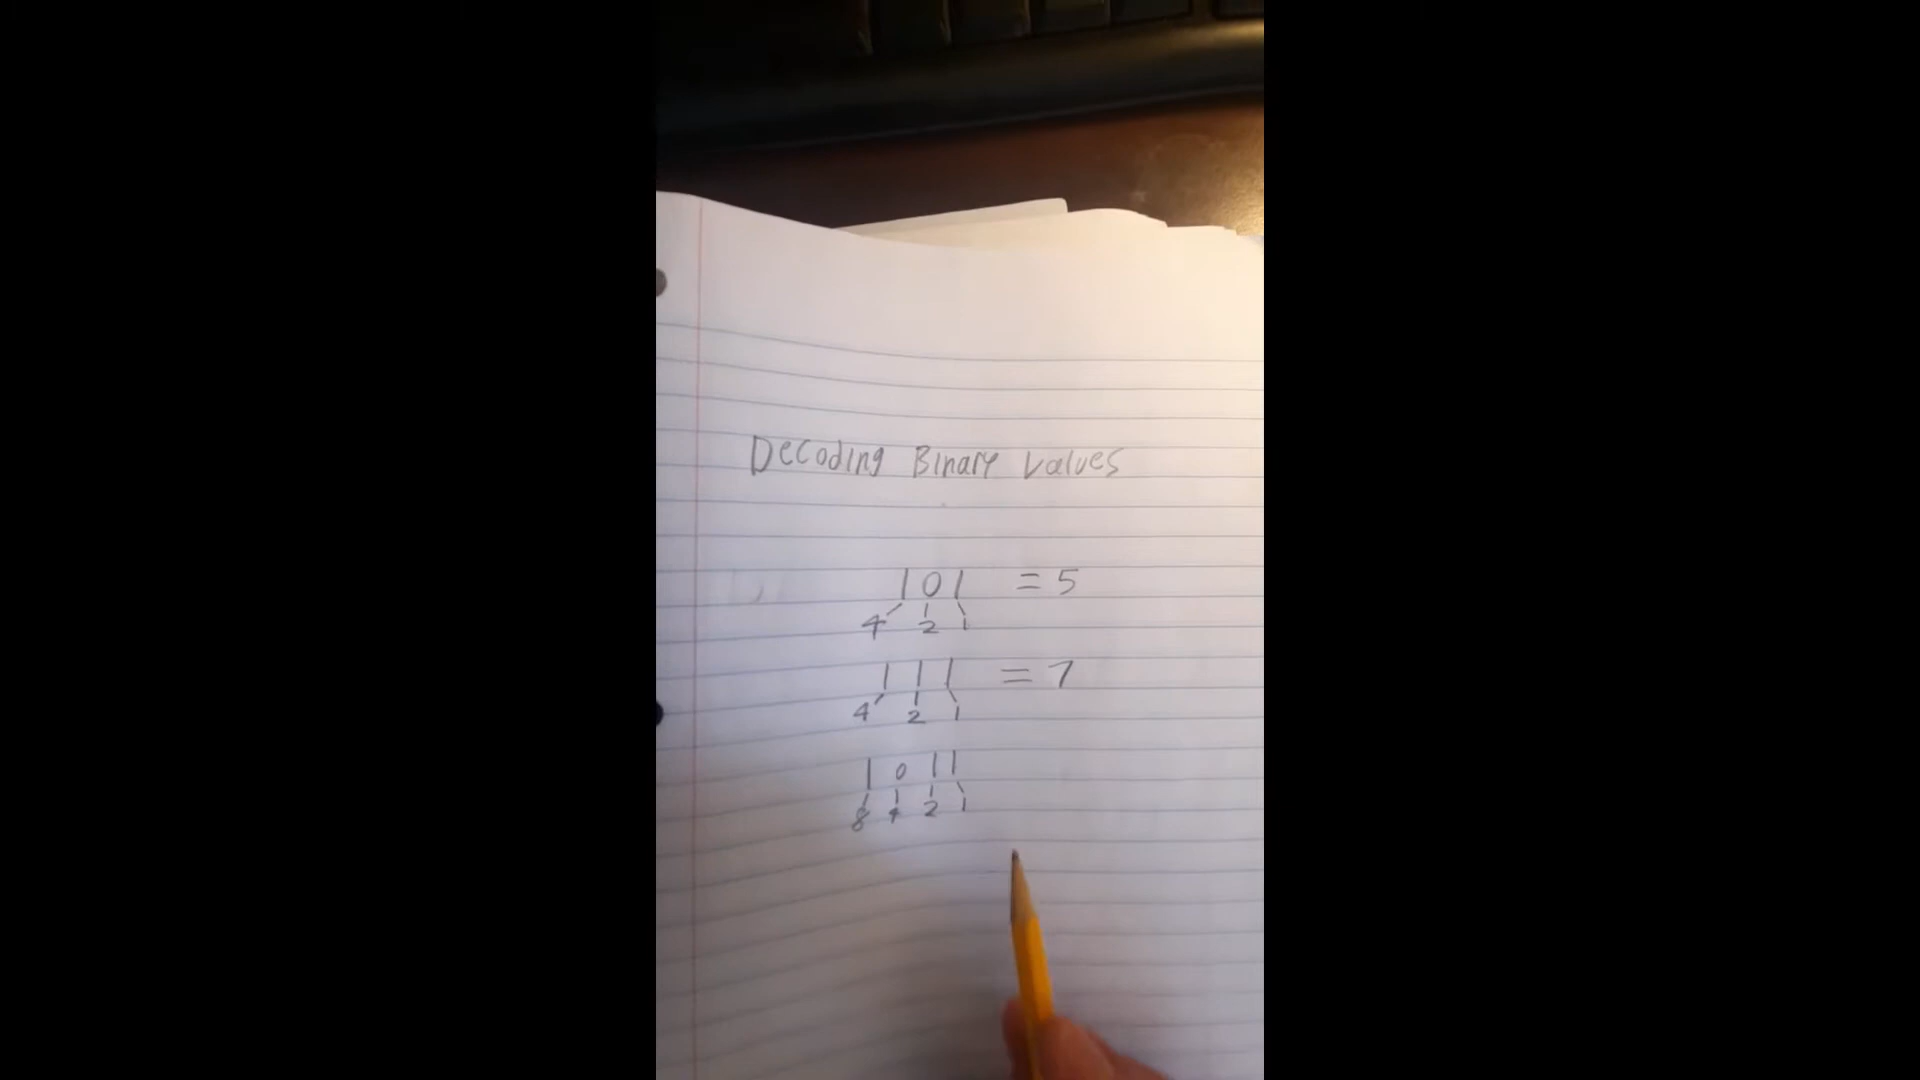 Decoding Binary Values
101 = 5
4 2 1
111 = 7
4 2 1
1011
8 4 2 1